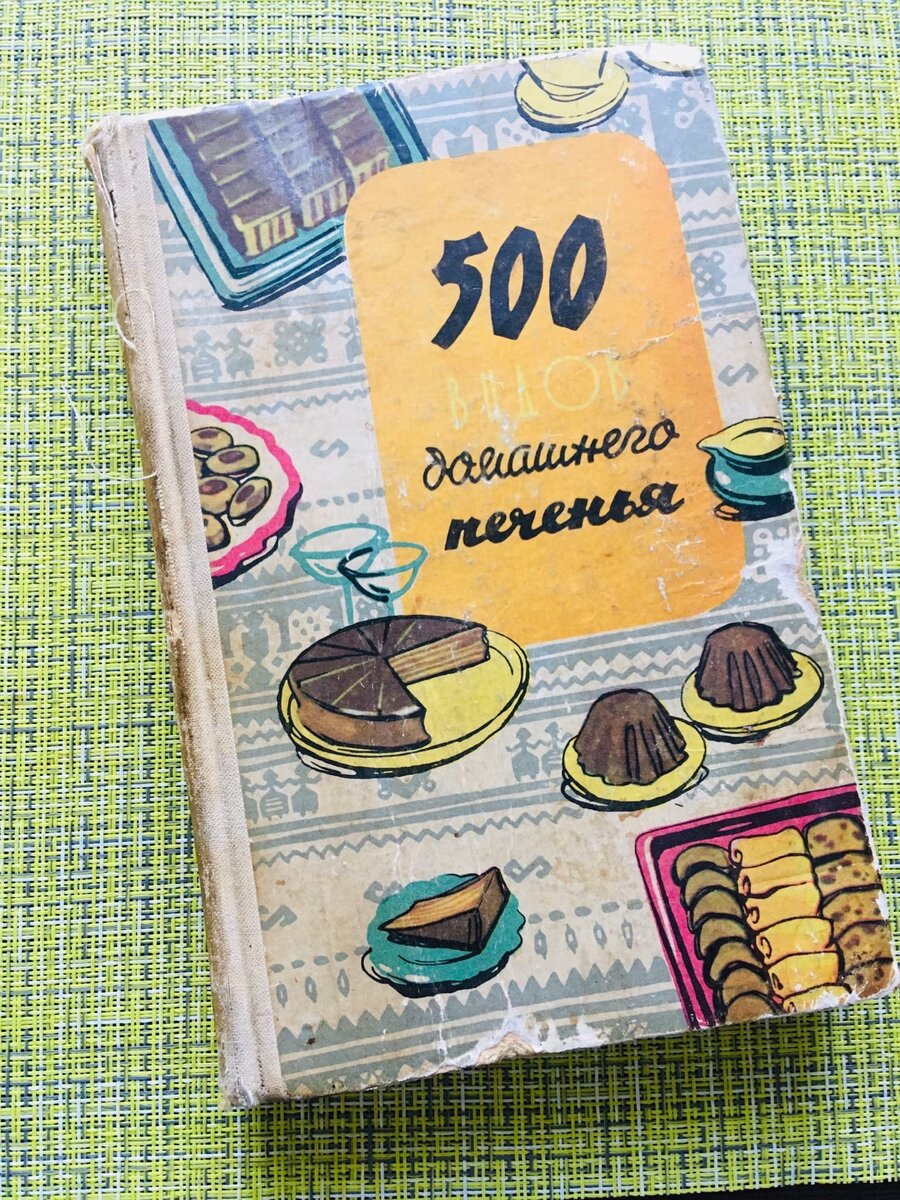 500
ВИДОВ
домашнего
печенья